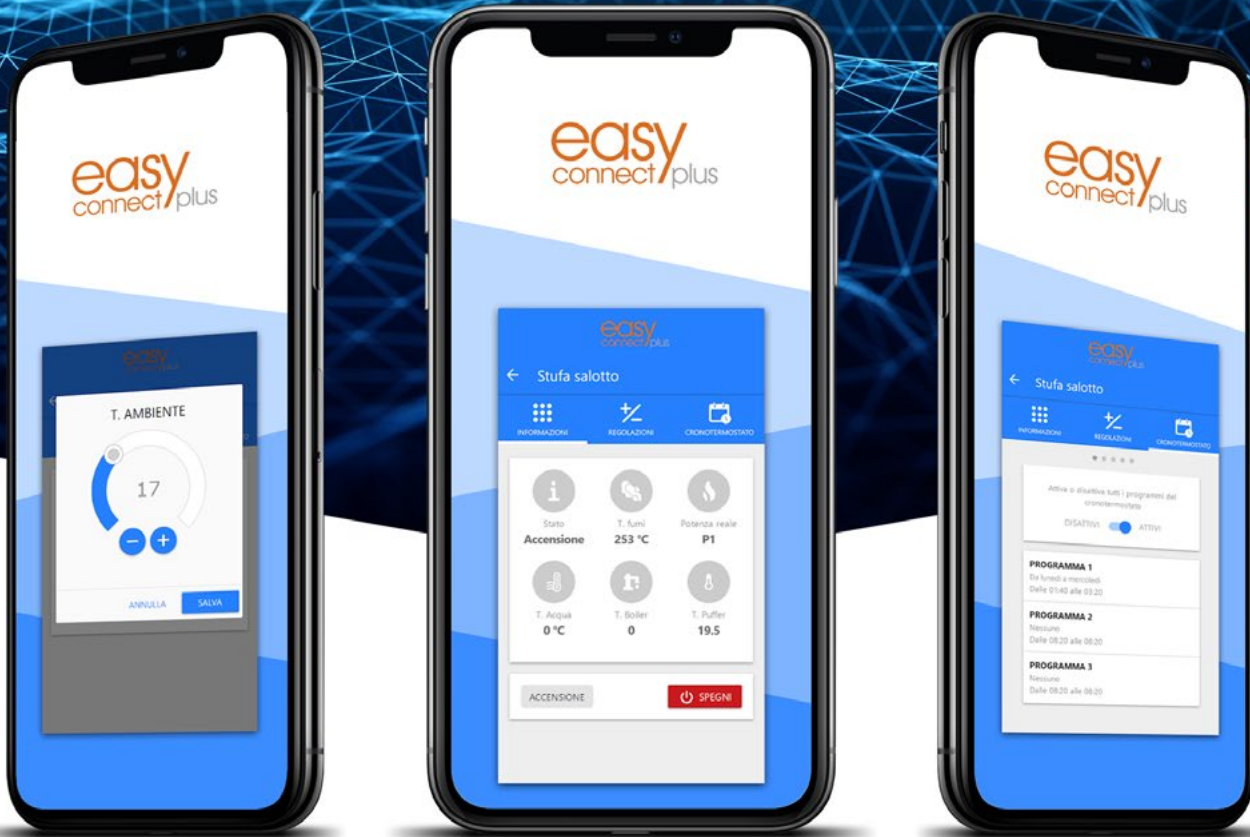 easy
connect plus
T. AMBIENTE
17
ANNULLA SALVA
easy
connect plus
easy
connect plus
Stufa salotto
INFORMAZIONI REGOLAZIONI CRONOTERMOSTATO
Stato T. fumi Potenza reale
Accensione 253 °C P1
T. Acqua T. Boiler T. Puffer
0 °C 0 19.5
ACCENSIONE SPEGNI
easy
connect plus
easy
connect plus
Stufa salotto
INFORMAZIONI REGOLAZIONI CRONOTERMOSTATO
Attiva o disattiva tutti i programmi del
cronotermostato
DISATTIVI ATTIVI
PROGRAMMA 1
Da lunedì a mercoledì
Dalle 01:40 alle 03:20
PROGRAMMA 2
Nessuno
Dalle 08:20 alle 08:20
PROGRAMMA 3
Nessuno
Dalle 08:20 alle 08:20